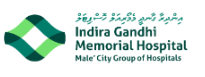 އިންދިރާ ގާންދީ މެމޯރިއަލް ހޮސްޕިޓަލް
Indira Gandhi
Memorial Hospital
Male' City Group of Hospitals